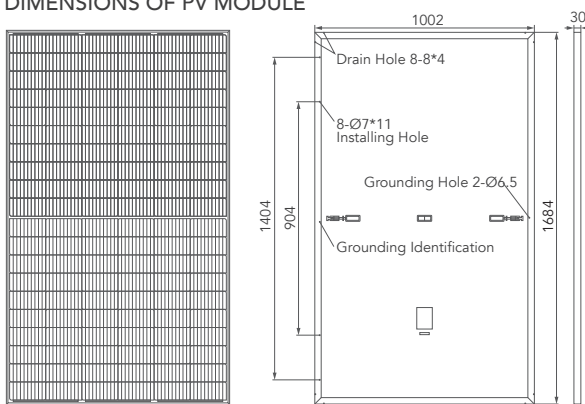 DIMENSIONS OF PV MODULE
1002
30
Drain Hole 8-8*4
8-Ø7*11
Installing Hole
Grounding Hole 2-Ø6.5
1404
904
1684
Grounding Identification